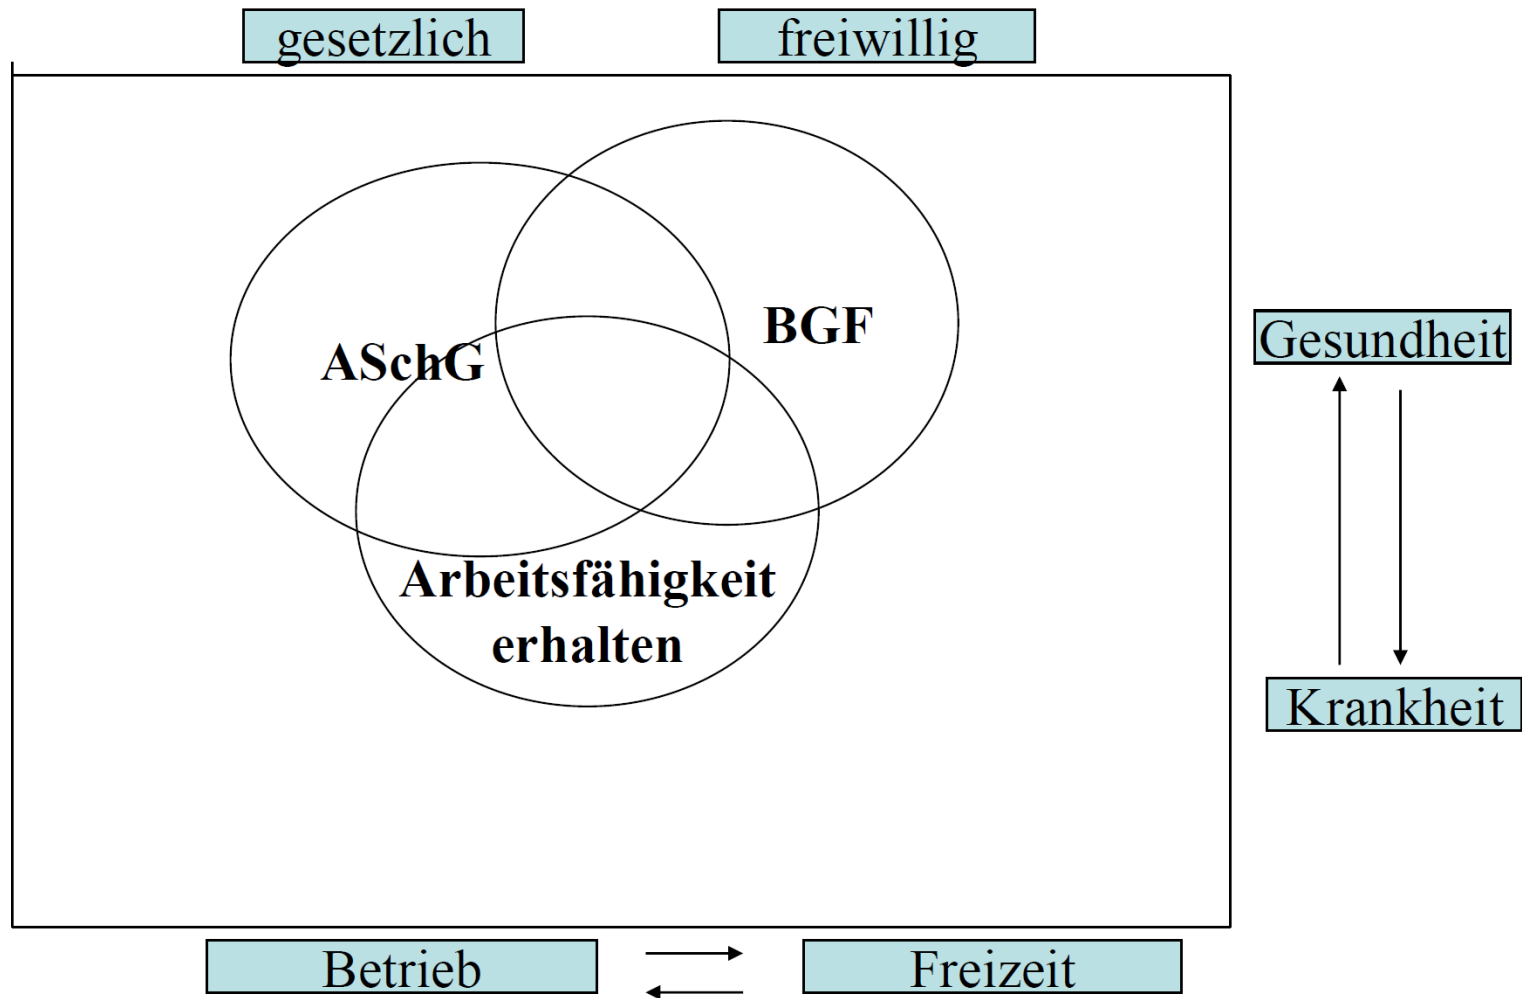 gesetzlich
freiwillig
BGF
ASchG
Gesundheit
Arbeitsfähigkeit
erhalten
Krankheit
Betrieb
Freizeit